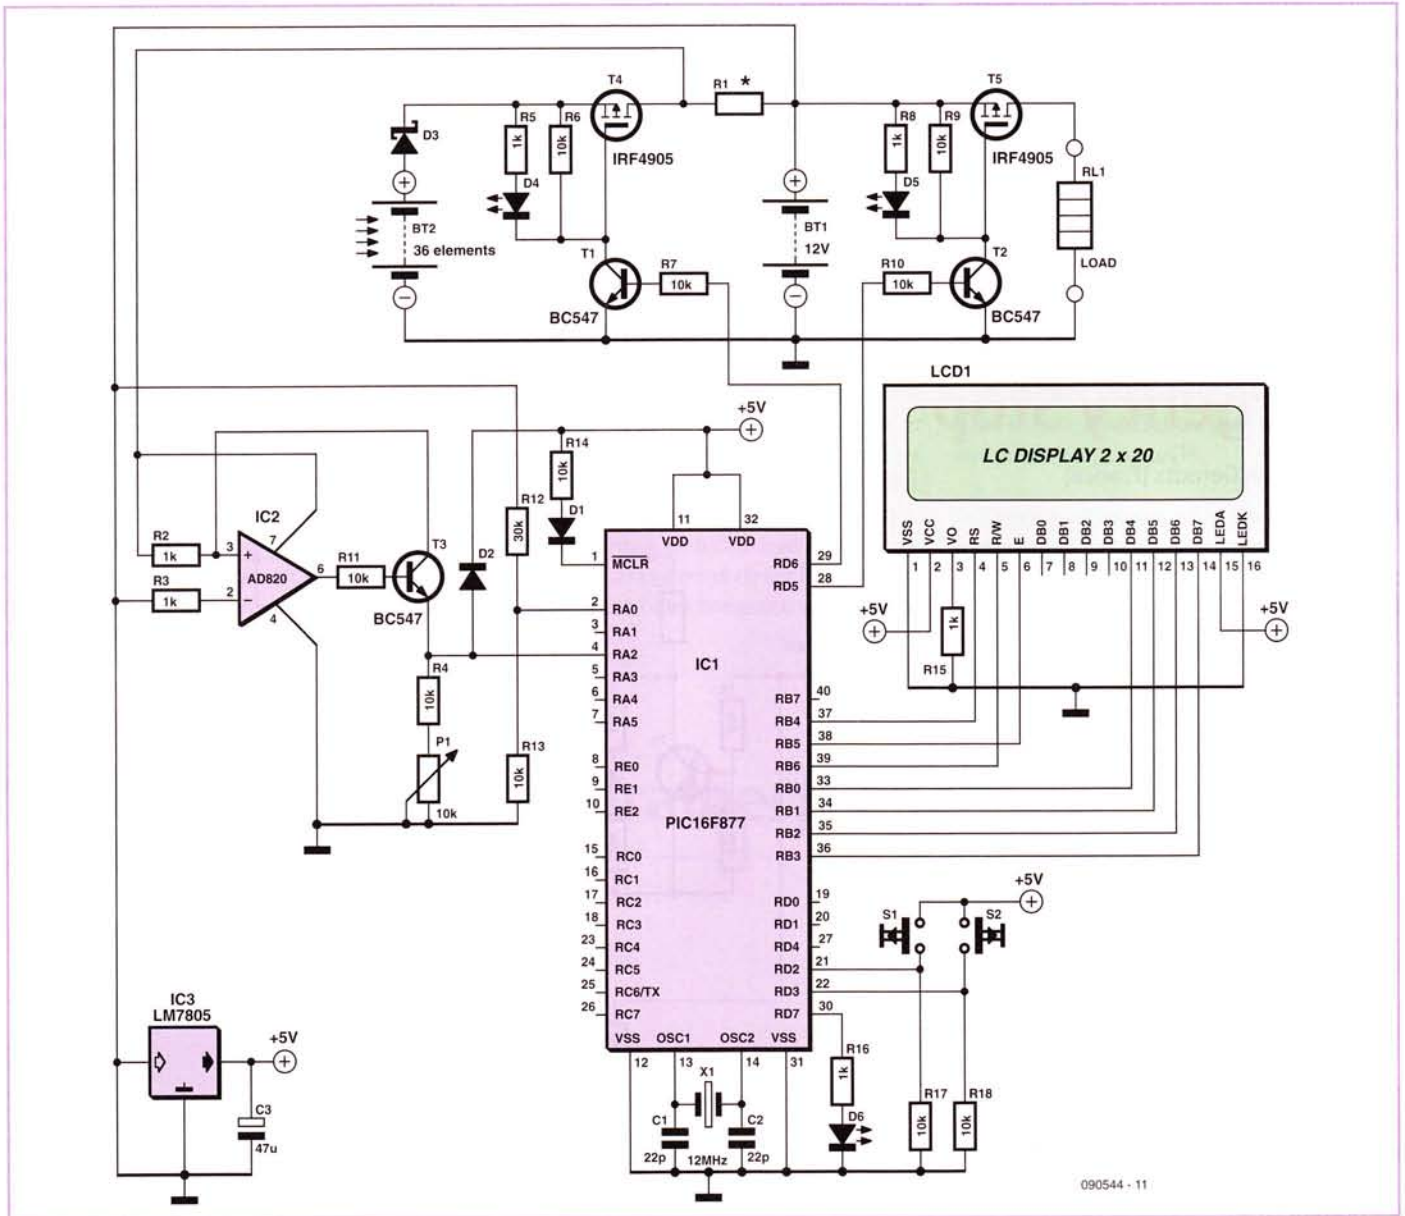 T4
R1 *
T5
D3
R5
1k
R6
10k
IRF4905
R8
1k
R9
10k
IRF4905
D4
D5
RL1
+
BT2
36 elements
−
+
BT1
12V
−
T1
R7
10k
BC547
R10
10k
T2
BC547
LOAD
LCD1
LC DISPLAY 2 x 20
VSS VCC VO RS R/W E DB0 DB1 DB2 DB3 DB4 DB5 DB6 DB7 LEDA LEDK
1 2 3 4 5 6 7 8 9 10 11 12 13 14 15 16
+5V
+5V
1k
R15
+5V
R14
10k
D1
R12
30k
IC2
R2
1k
R3
1k
3 +
2 −
7
4
6
AD820
R11
10k
T3
BC547
D2
R4
10k
P1
10k
R13
10k
11
VDD
32
VDD
1 MCLR
2 RA0
3 RA1
4 RA2
5 RA3
6 RA4
7 RA5
8 RE0
9 RE1
10 RE2
15 RC0
16 RC1
17 RC2
18 RC3
23 RC4
24 RC5
25 RC6/TX
26 RC7
IC1
PIC16F877
RD6 29
RD5 28
RB7 40
RB4 37
RB5 38
RB6 39
RB0 33
RB1 34
RB2 35
RB3 36
RD0 19
RD1 20
RD4 27
RD2 21
RD3 22
RD7 30
VSS OSC1 OSC2 VSS
12 13 14 31
X1
C1
22p
12MHz
C2
22p
R16
1k
D6
+5V
S1
S2
R17
10k
R18
10k
IC3
LM7805
+5V
C3
47u
090544 - 11